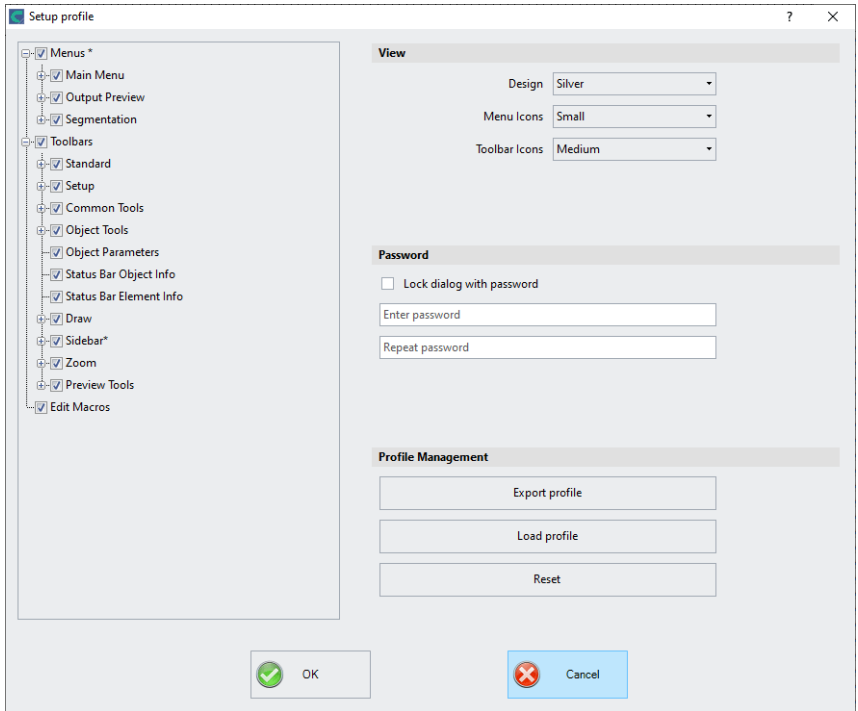 Setup profile
?
Menus *
Main Menu
Output Preview
Segmentation
Toolbars
Standard
Setup
Common Tools
Object Tools
Object Parameters
Status Bar Object Info
Status Bar Element Info
Draw
Sidebar*
Zoom
Preview Tools
Edit Macros
View
Design Silver
Menu Icons Small
Toolbar Icons Medium
Password
Lock dialog with password
Enter password
Repeat password
Profile Management
Export profile
Load profile
Reset
OK
Cancel